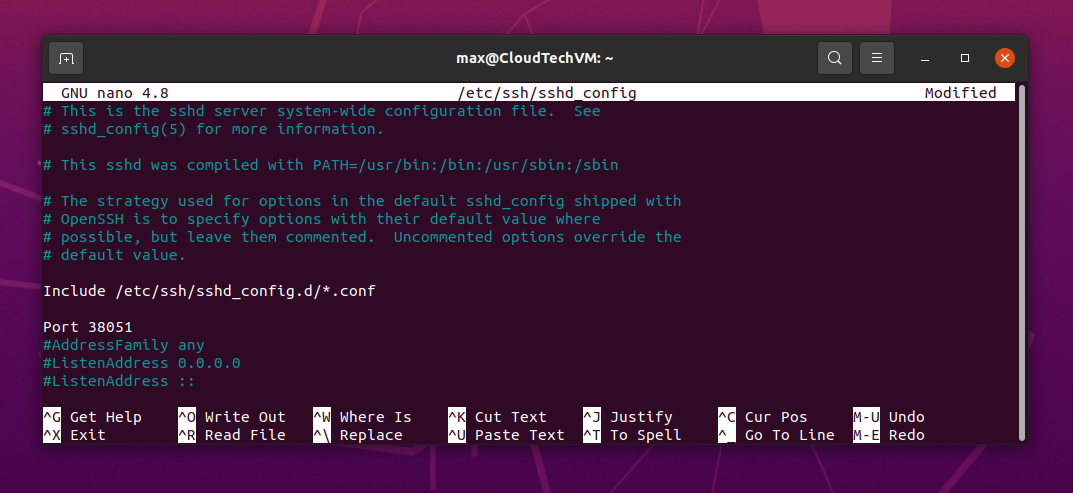 max@CloudTechVM: ~
GNU nano 4.8 /etc/ssh/sshd_config Modified
# This is the sshd server system-wide configuration file.  See
# sshd_config(5) for more information.
# This sshd was compiled with PATH=/usr/bin:/bin:/usr/sbin:/sbin
# The strategy used for options in the default sshd_config shipped with
# OpenSSH is to specify options with their default value where
# possible, but leave them commented.  Uncommented options override the
# default value.
Include /etc/ssh/sshd_config.d/*.conf
Port 38051
#AddressFamily any
#ListenAddress 0.0.0.0
#ListenAddress ::
^G Get Help ^O Write Out ^W Where Is ^K Cut Text ^J Justify ^C Cur Pos M-U Undo
^X Exit ^R Read File ^\ Replace ^U Paste Text ^T To Spell ^_ Go To Line M-E Redo